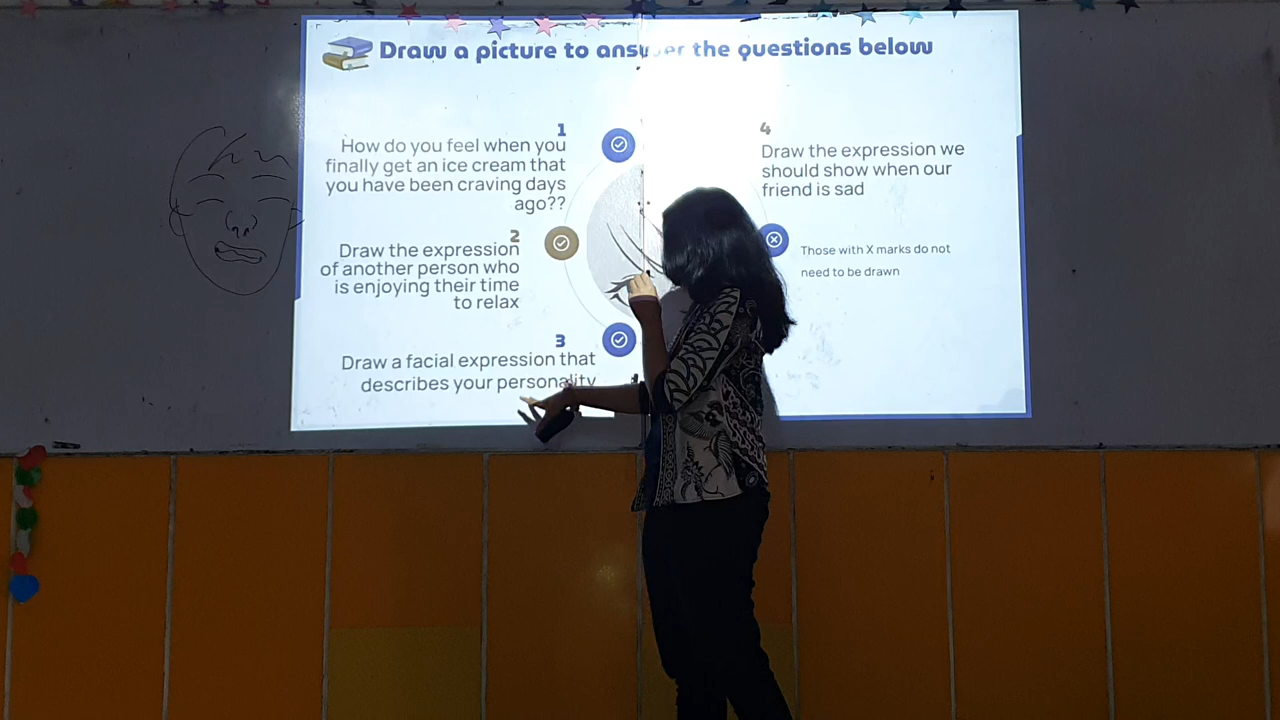 Draw a picture to answer the questions below
1
How do you feel when you
finally get an ice cream that
you have been craving days
ago??
2
Draw the expression
of another person who
is enjoying their time
to relax
3
Draw a facial expression that
describes your personality
4
Draw the expression we
should show when our
friend is sad
Those with X marks do not
need to be drawn